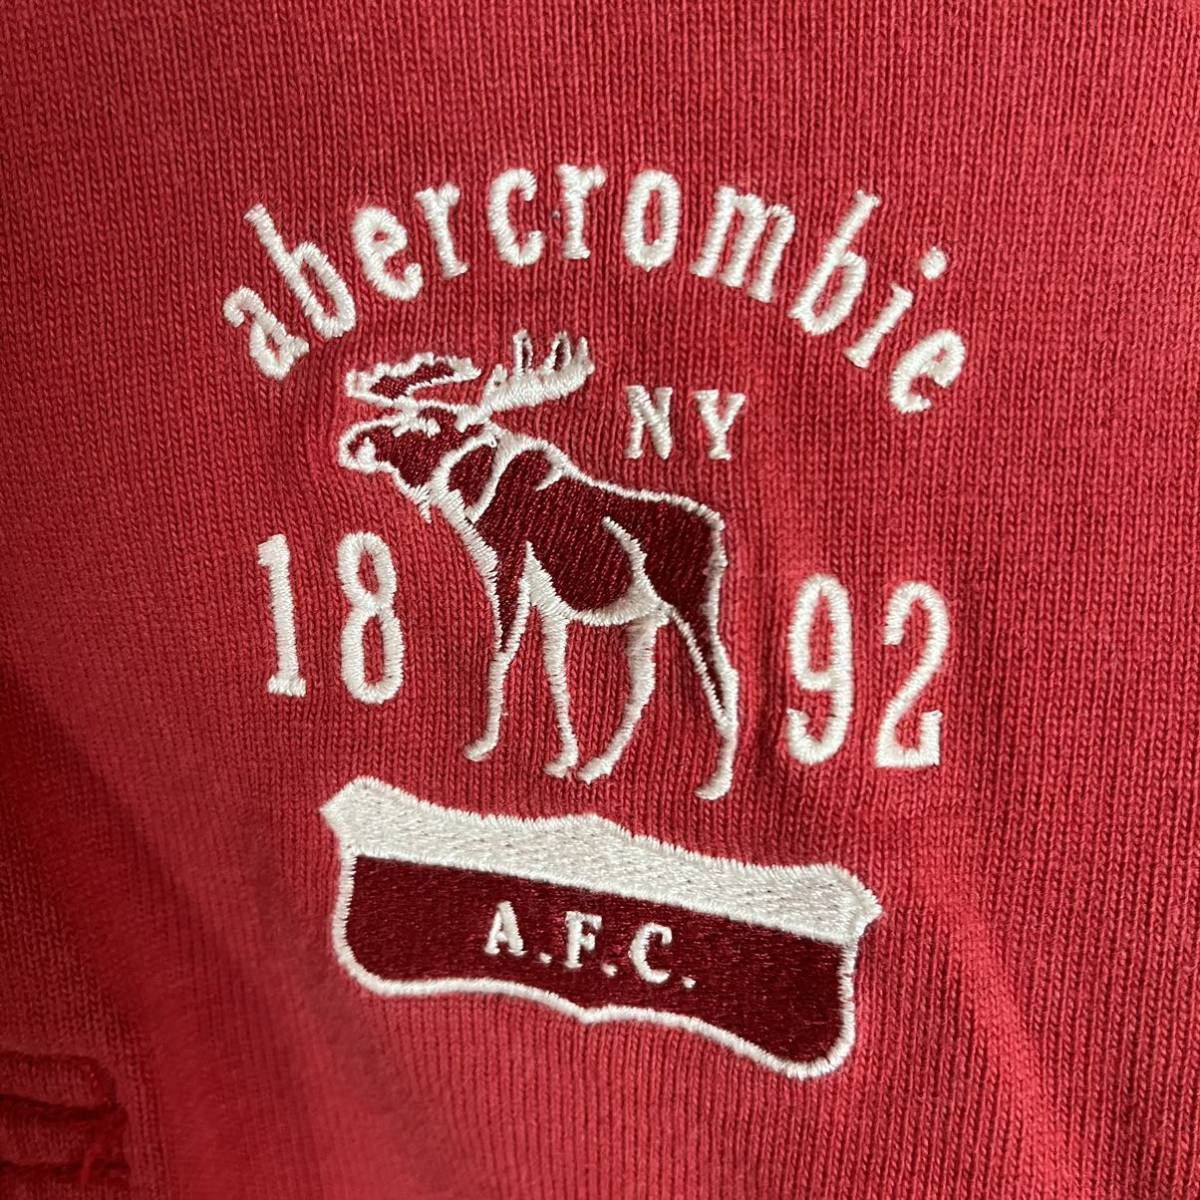 abercrombie
NY
18 92
A.F.C.